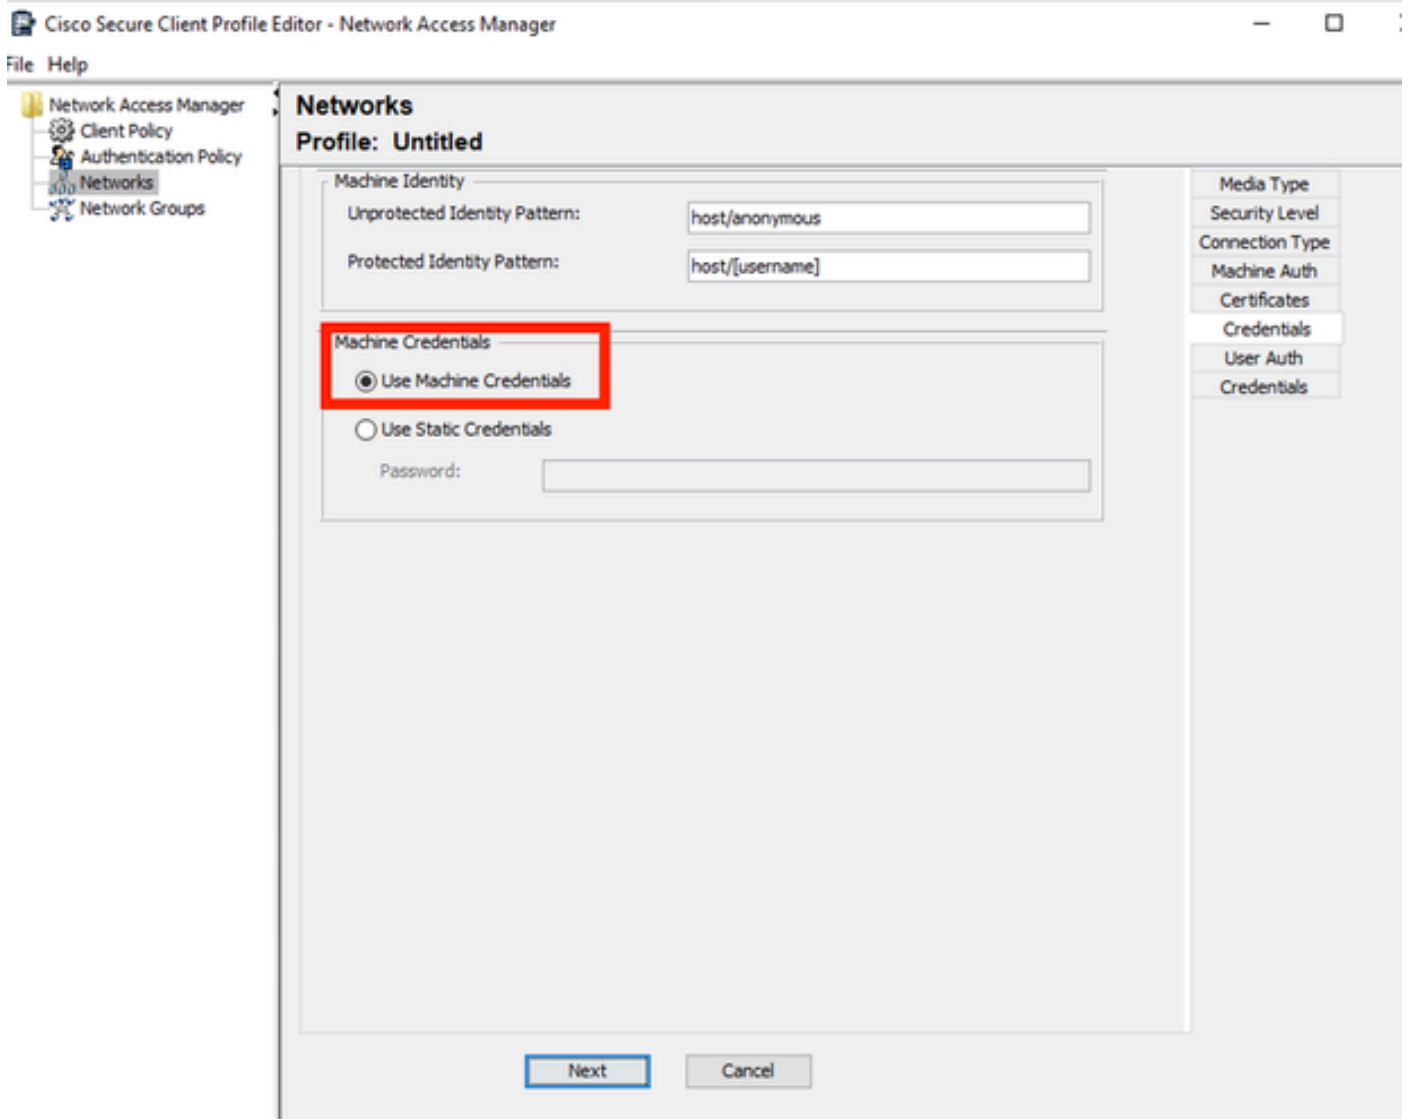 Cisco Secure Client Profile Editor - Network Access Manager
File Help
Network Access Manager
Client Policy
Authentication Policy
Networks
Network Groups
Networks
Profile: Untitled
Machine Identity
Unprotected Identity Pattern: host/anonymous
Protected Identity Pattern: host/[username]
Machine Credentials
Use Machine Credentials
Use Static Credentials
Password:
Media Type
Security Level
Connection Type
Machine Auth
Certificates
Credentials
User Auth
Credentials
Next Cancel